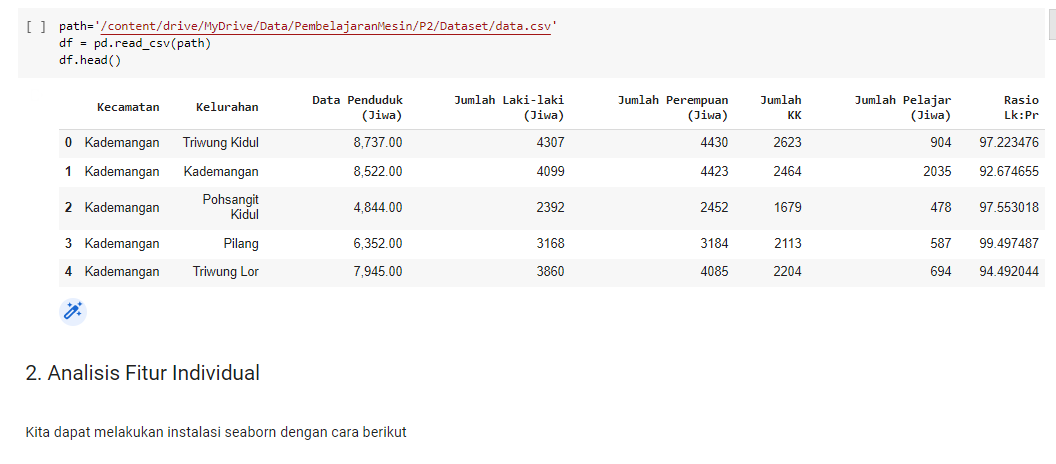 [ ] path='/content/drive/MyDrive/Data/PembelajaranMesin/P2/Dataset/data.csv'
df = pd.read_csv(path)
df.head()
Kecamatan Kelurahan Data Penduduk (Jiwa) Jumlah Laki-laki (Jiwa) Jumlah Perempuan (Jiwa) Jumlah KK Jumlah Pelajar (Jiwa) Rasio Lk:Pr
0 Kademangan Triwung Kidul 8,737.00 4307 4430 2623 904 97.223476
1 Kademangan Kademangan 8,522.00 4099 4423 2464 2035 92.674655
2 Kademangan Pohsangit Kidul 4,844.00 2392 2452 1679 478 97.553018
3 Kademangan Pilang 6,352.00 3168 3184 2113 587 99.497487
4 Kademangan Triwung Lor 7,945.00 3860 4085 2204 694 94.492044
2. Analisis Fitur Individual
Kita dapat melakukan instalasi seaborn dengan cara berikut